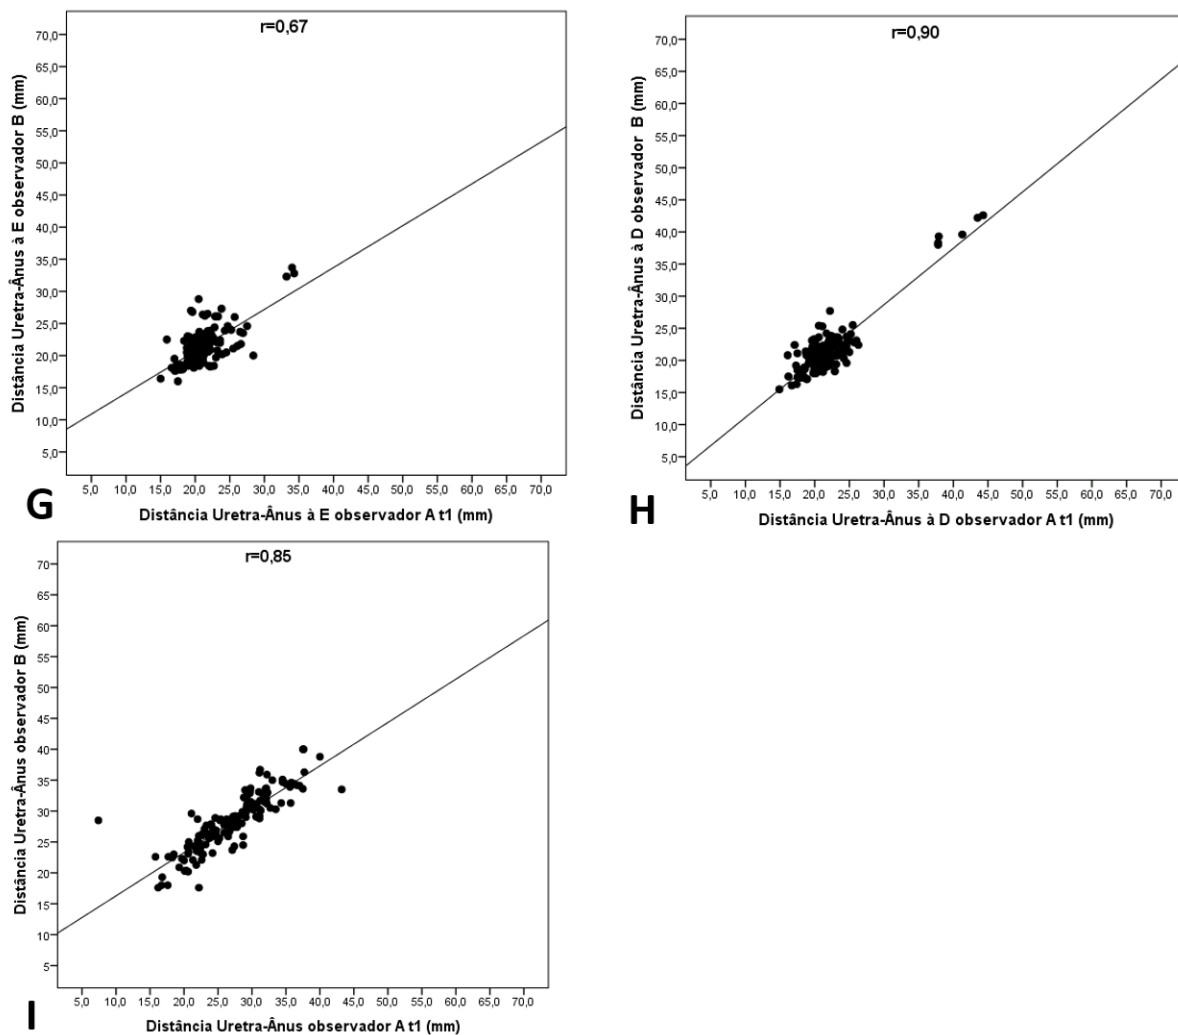 r=0,67
Distância Uretra-Ânus à E observador B (mm)
70,0
65,0
60,0
55,0
50,0
45,0
40,0
35,0
30,0
25,0
20,0
15,0
10,0
5,0
5,0 10,0 15,0 20,0 25,0 30,0 35,0 40,0 45,0 50,0 55,0 60,0 65,0 70,0
G
Distância Uretra-Ânus à E observador A t1 (mm)
r=0,90
Distância Uretra-Ânus à D observador B (mm)
70,0
65,0
60,0
55,0
50,0
45,0
40,0
35,0
30,0
25,0
20,0
15,0
10,0
5,0
5,0 10,0 15,0 20,0 25,0 30,0 35,0 40,0 45,0 50,0 55,0 60,0 65,0 70,0
H
Distância Uretra-Ânus à D observador A t1 (mm)
r=0,85
Distância Uretra-Ânus observador B (mm)
70
65
60
55
50
45
40
35
30
25
20
15
10
5
5,0 10,0 15,0 20,0 25,0 30,0 35,0 40,0 45,0 50,0 55,0 60,0 65,0 70,0
I
Distância Uretra-Ânus observador A t1 (mm)